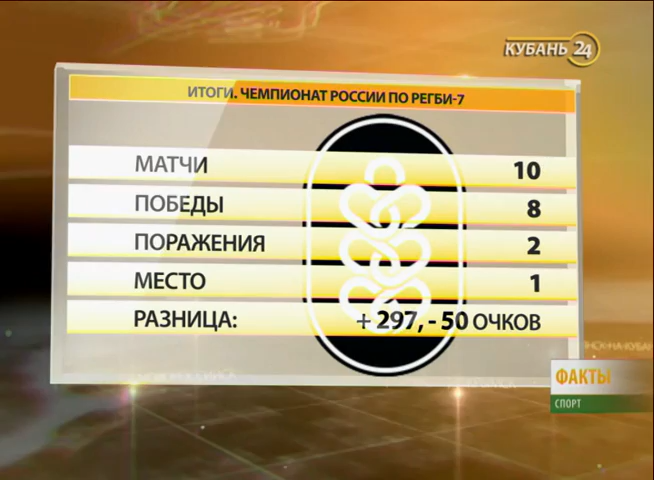 КУБАНЬ 24
ИТОГИ. ЧЕМПИОНАТ РОССИИ ПО РЕГБИ-7
МАТЧИ 10
ПОБЕДЫ 8
ПОРАЖЕНИЯ 2
МЕСТО 1
РАЗНИЦА: + 297, - 50 ОЧКОВ
ФАКТЫ
СПОРТ